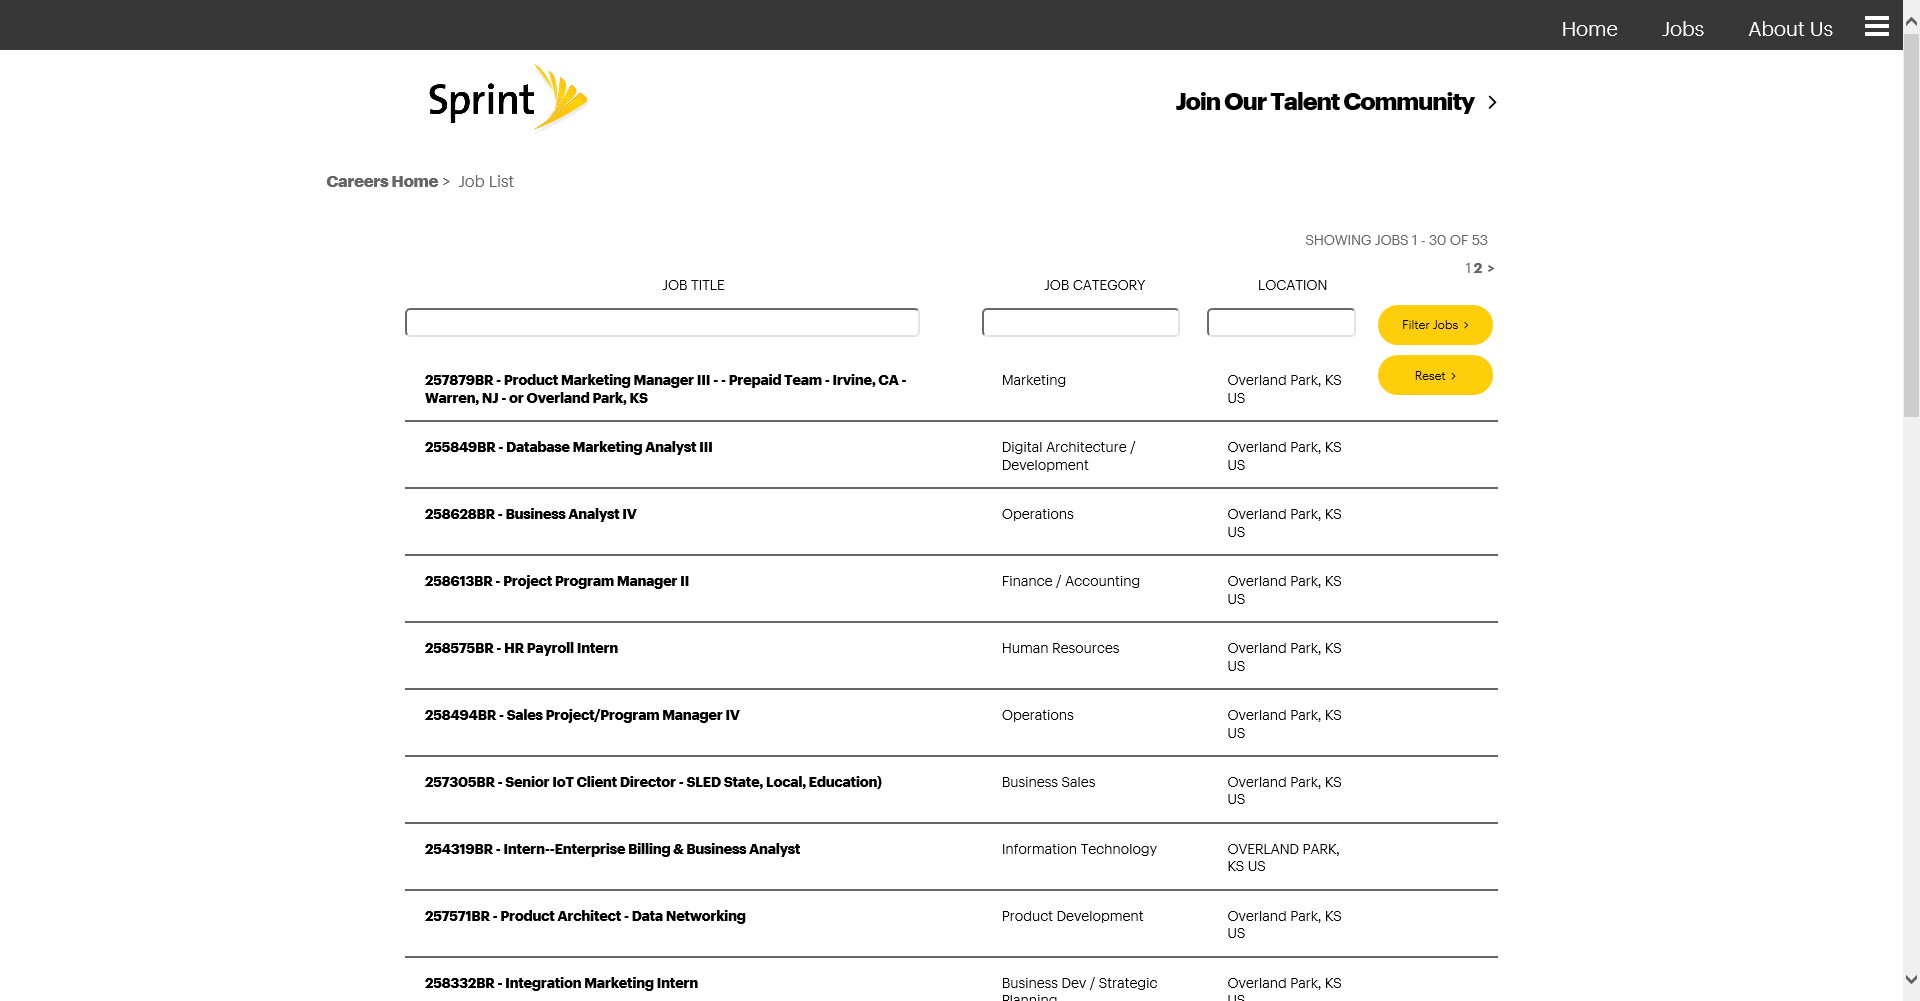 Home Jobs About Us
Sprint
Join Our Talent Community >
Careers Home > Job List
SHOWING JOBS 1 - 30 OF 53
1 2 >
JOB TITLE JOB CATEGORY LOCATION
Filter Jobs >
Reset >
257879BR - Product Marketing Manager III - - Prepaid Team - Irvine, CA - Marketing Overland Park, KS
Warren, NJ - or Overland Park, KS US
255849BR - Database Marketing Analyst III Digital Architecture / Overland Park, KS
Development US
258628BR - Business Analyst IV Operations Overland Park, KS
US
258613BR - Project Program Manager II Finance / Accounting Overland Park, KS
US
258575BR - HR Payroll Intern Human Resources Overland Park, KS
US
258494BR - Sales Project/Program Manager IV Operations Overland Park, KS
US
257305BR - Senior IoT Client Director - SLED State, Local, Education) Business Sales Overland Park, KS
US
254319BR - Intern--Enterprise Billing & Business Analyst Information Technology OVERLAND PARK,
KS US
257571BR - Product Architect - Data Networking Product Development Overland Park, KS
US
258332BR - Integration Marketing Intern Business Dev / Strategic Overland Park, KS
Planning US